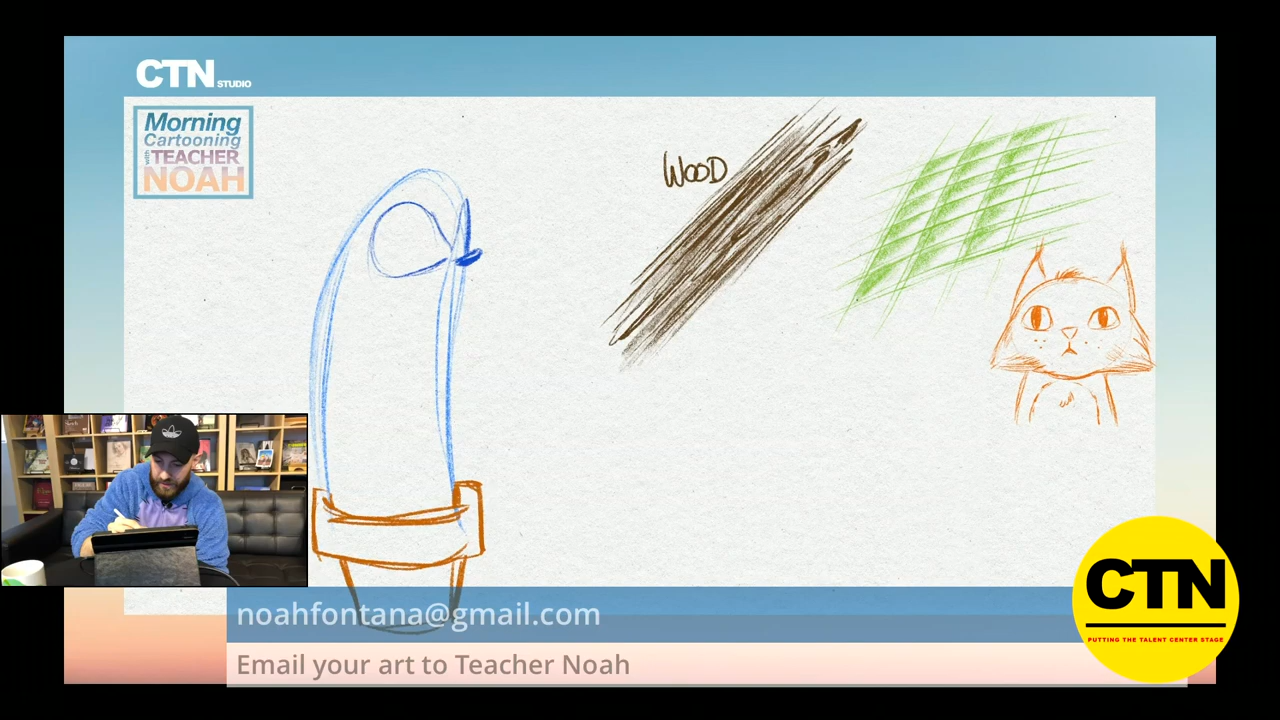 CTN STUDIO
Morning
Cartooning
with TEACHER
NOAH
WOOD
noahfontana@gmail.com
Email your art to Teacher Noah
CTN
PUTTING THE TALENT CENTER STAGE